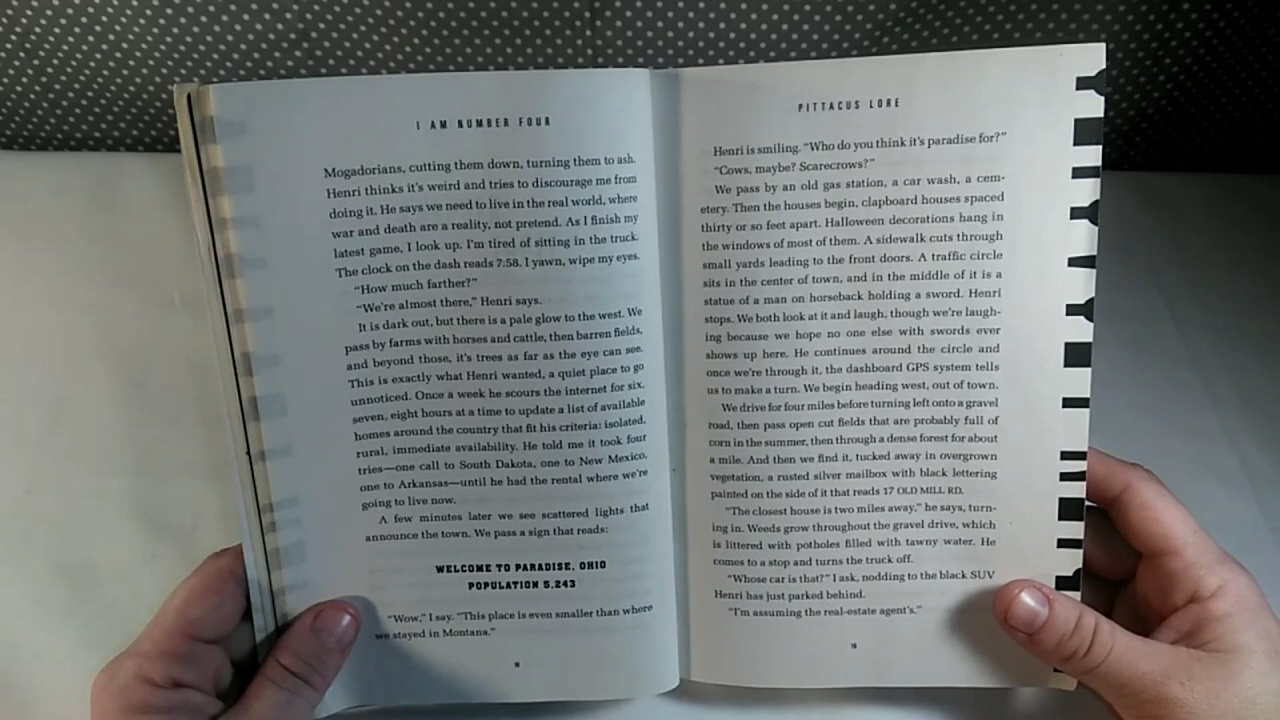 I AM NUMBER FOUR
Mogadorians, cutting them down, turning them to ash.
Henri thinks it's weird and tries to discourage me from
doing it. He says we need to live in the real world, where
war and death are a reality, not pretend. As I finish my
latest game, I look up. I'm tired of sitting in the truck.
The clock on the dash reads 7:58. I yawn, wipe my eyes.
“How much farther?”
“We're almost there,” Henri says.
It is dark out, but there is a pale glow to the west. We
pass by farms with horses and cattle, then barren fields,
and beyond those, it's trees as far as the eye can see.
This is exactly what Henri wanted, a quiet place to go
unnoticed. Once a week he scours the internet for six,
seven, eight hours at a time to update a list of available
homes around the country that fit his criteria: isolated,
rural, immediate availability. He told me it took four
tries—one call to South Dakota, one to New Mexico,
one to Arkansas—until he had the rental where we're
going to live now.
A few minutes later we see scattered lights that
announce the town. We pass a sign that reads:
WELCOME TO PARADISE, OHIO
POPULATION 5,243
“Wow,” I say. “This place is even smaller than where
we stayed in Montana.”
PITTACUS LORE
Henri is smiling. “Who do you think it's paradise for?”
“Cows, maybe? Scarecrows?”
We pass by an old gas station, a car wash, a cem-
etery. Then the houses begin, clapboard houses spaced
thirty or so feet apart. Halloween decorations hang in
the windows of most of them. A sidewalk cuts through
small yards leading to the front doors. A traffic circle
sits in the center of town, and in the middle of it is a
statue of a man on horseback holding a sword. Henri
stops. We both look at it and laugh, though we're laugh-
ing because we hope no one else with swords ever
shows up here. He continues around the circle and
once we're through it, the dashboard GPS system tells
us to make a turn. We begin heading west, out of town.
We drive for four miles before turning left onto a gravel
road, then pass open cut fields that are probably full of
corn in the summer, then through a dense forest for about
a mile. And then we find it, tucked away in overgrown
vegetation, a rusted silver mailbox with black lettering
painted on the side of it that reads 17 OLD MILL RD.
“The closest house is two miles away,” he says, turn-
ing in. Weeds grow throughout the gravel drive, which
is littered with potholes filled with tawny water. He
comes to a stop and turns the truck off.
“Whose car is that?” I ask, nodding to the black SUV
Henri has just parked behind.
“I'm assuming the real-estate agent's.”